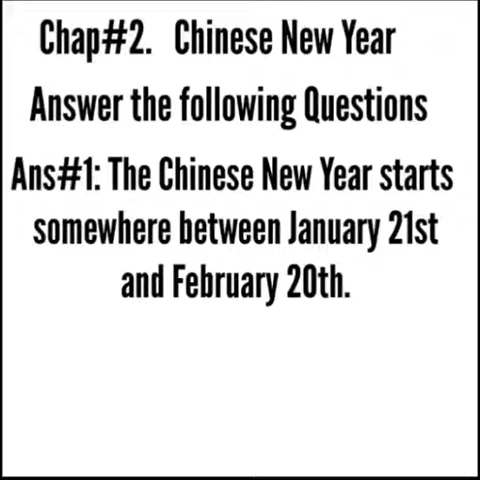 Chap#2. Chinese New Year
Answer the following Questions
Ans#1: The Chinese New Year starts
somewhere between January 21st
and February 20th.